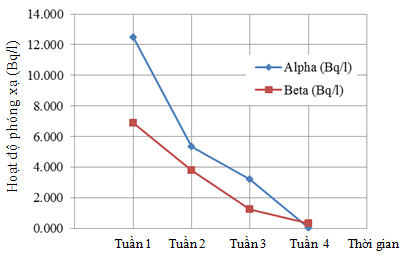 14.000
12.000
10.000
8.000
6.000
4.000
2.000
0.000
Hoạt độ phóng xạ (Bq/l)
Alpha (Bq/l)
Beta (Bq/l)
Tuần 1 Tuần 2 Tuần 3 Tuần 4 Thời gian